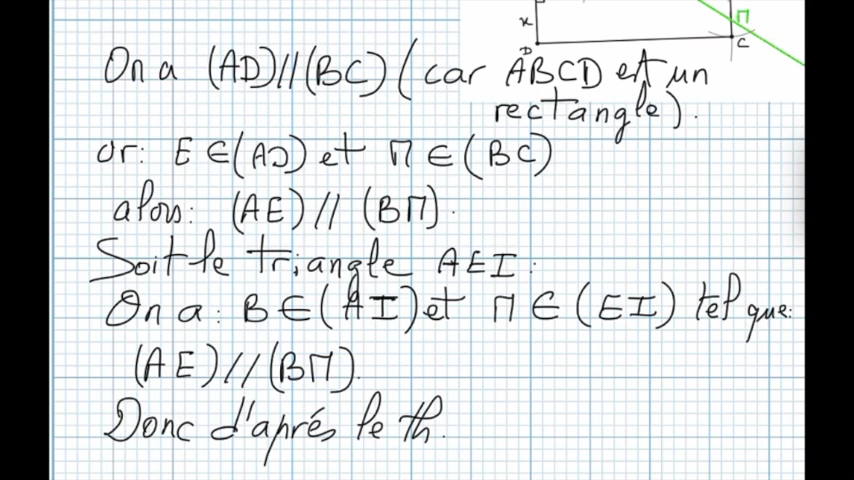 x
D
C
M
On a (AD)//(BC) (car ABCD est un
rectangle).
or: E ∈ (AD) et M ∈ (BC)
alors: (AE) // (BM).
Soit le triangle AEI:
On a: B ∈ (AI) et M ∈ (EI) tel que:
(AE)//(BM).
Donc d'aprés le th.